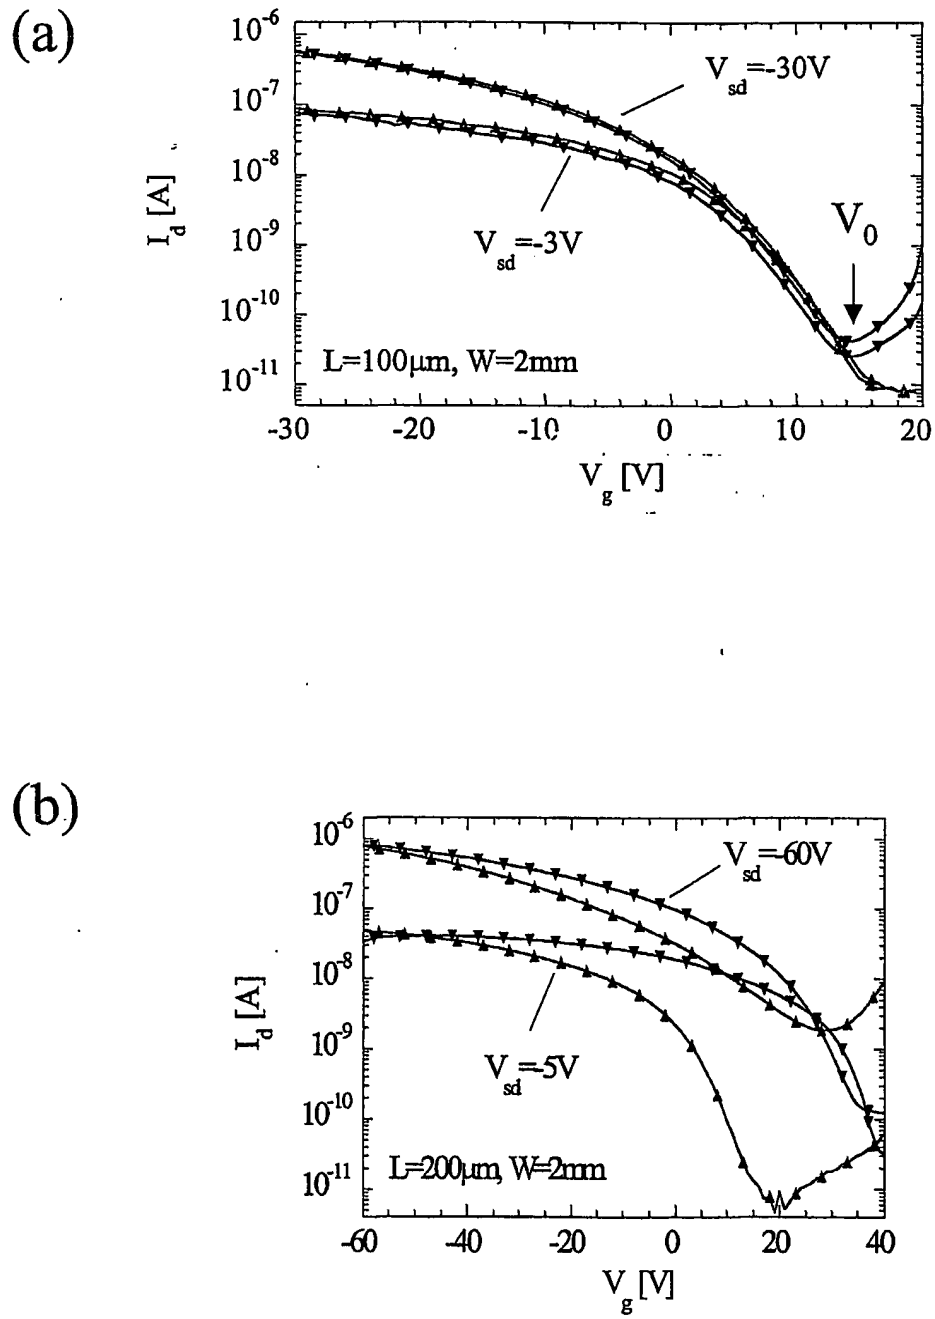 (a)
10⁻⁶
10⁻⁷
10⁻⁸
10⁻⁹
10⁻¹⁰
10⁻¹¹
I_d [A]
V_sd=-30V
V_sd=-3V
V₀
L=100μm, W=2mm
-30 -20 -10 0 10 20
V_g [V]
(b)
10⁻⁶
10⁻⁷
10⁻⁸
10⁻⁹
10⁻¹⁰
10⁻¹¹
I_d [A]
V_sd=-60V
V_sd=-5V
L=200μm, W=2mm
-60 -40 -20 0 20 40
V_g [V]